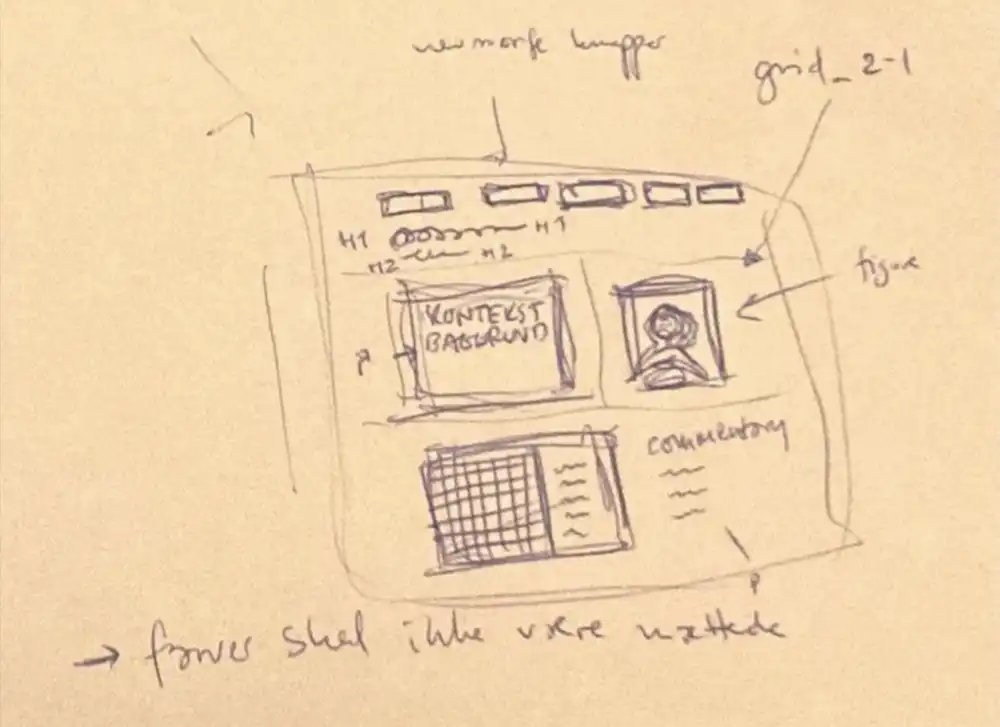 neumorfe knapper
grid_2-1
H1 H1
H2 H2
figure
KONTEKST
BAGGRUND
P
commentary
P
→ farver skal ikke være mættede